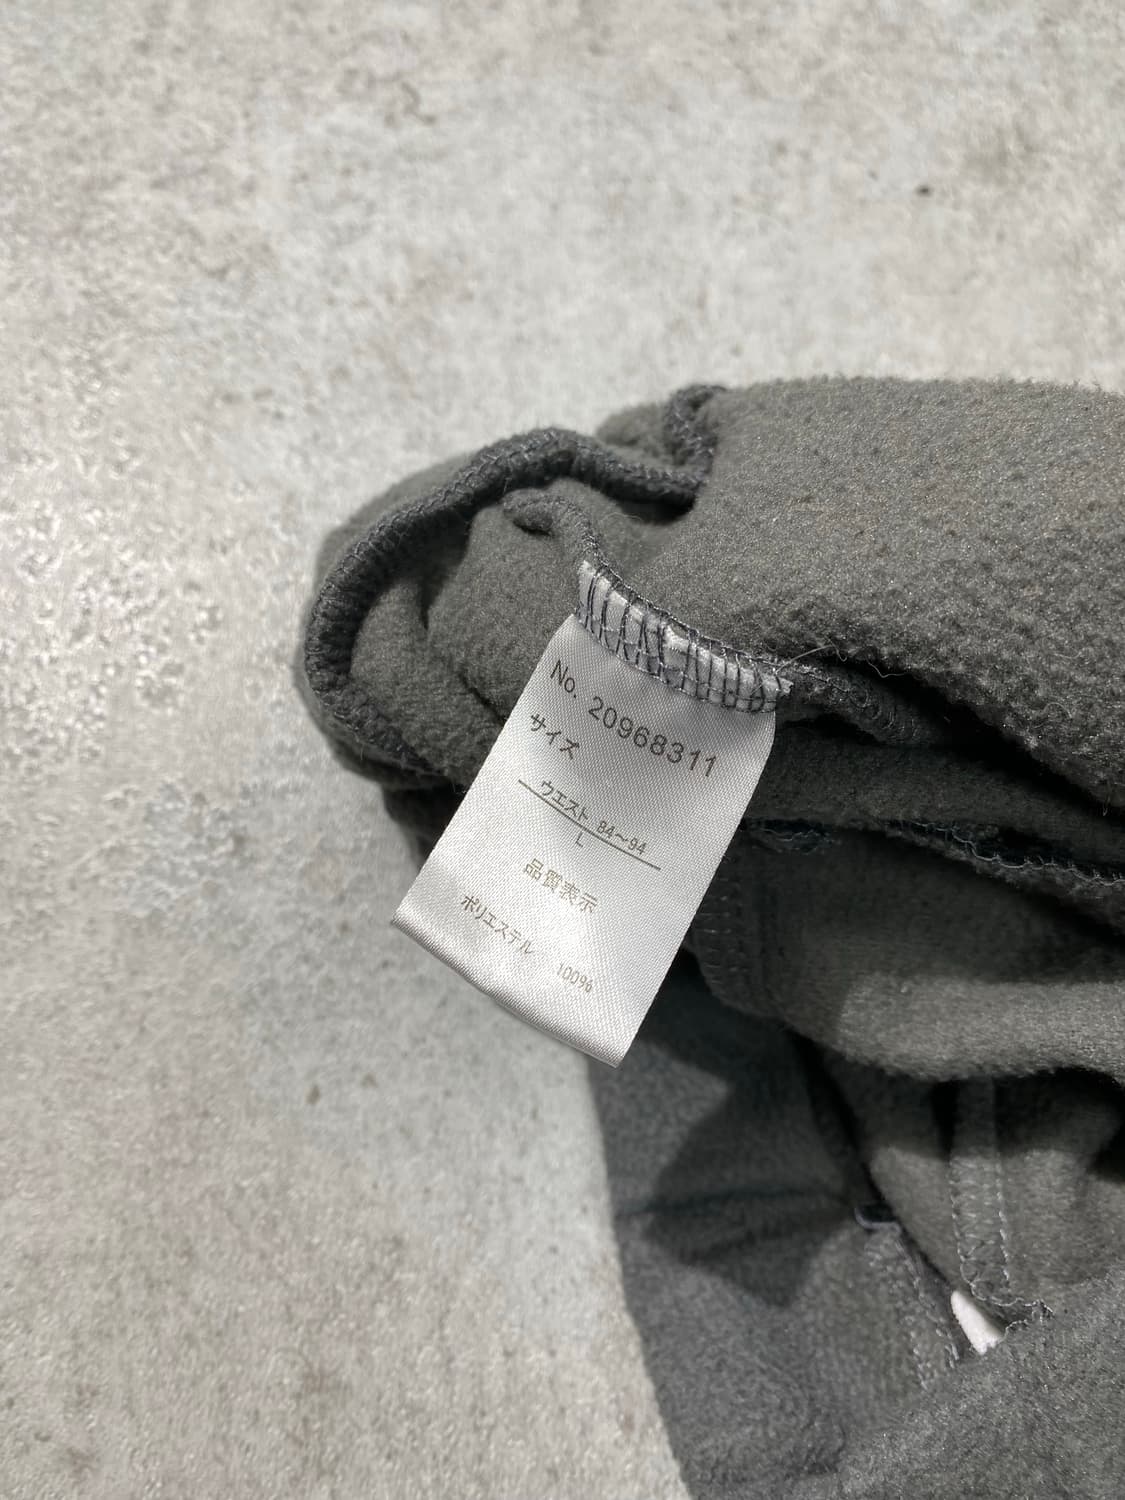 No. 20968311
サイズ
ウエスト 84～94
L
品質表示
ポリエステル 100%